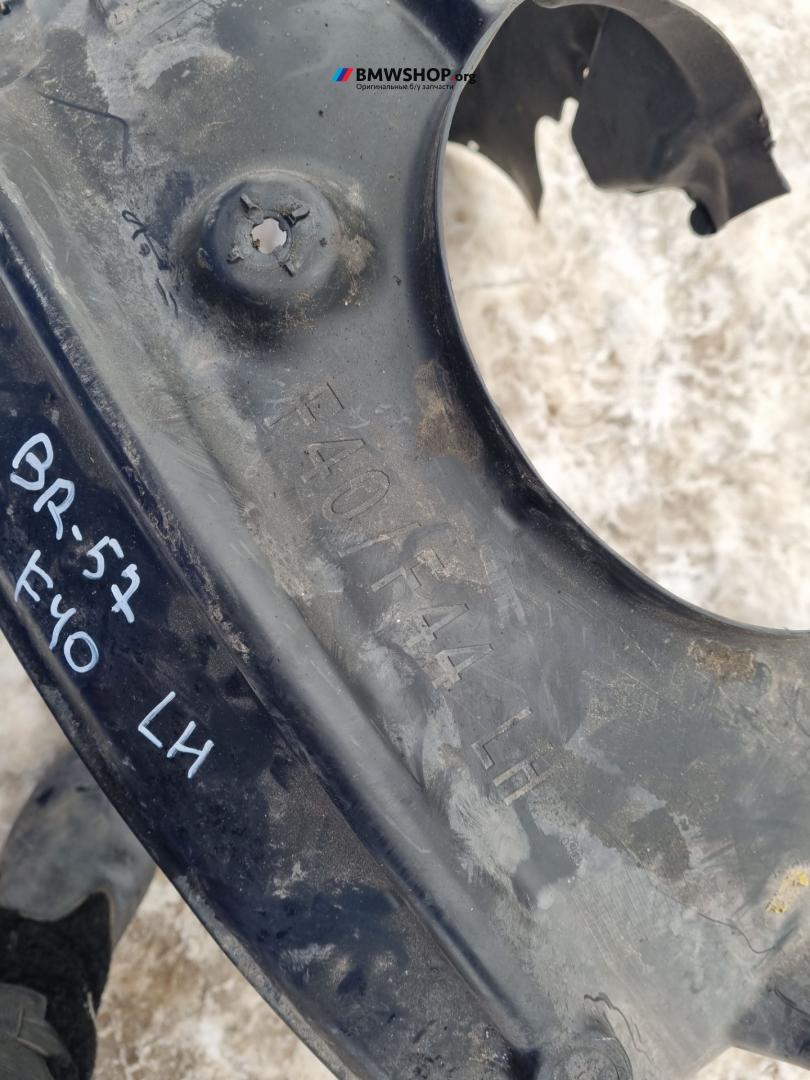 BMWSHOP.org
Оригинальные б/у запчасти
F40/F44 LH
BR-57
F40
LH